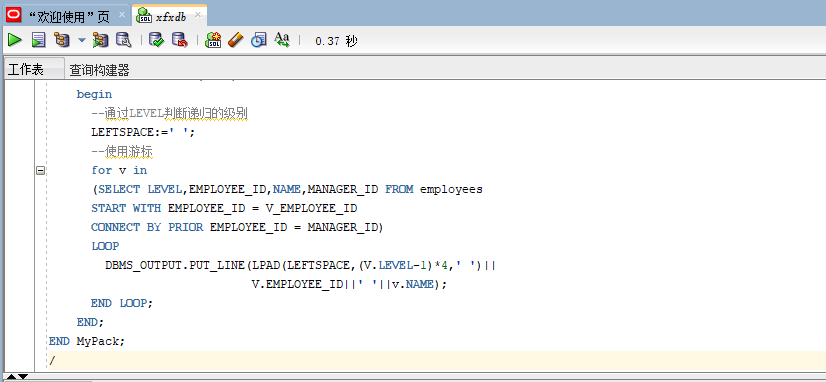 “欢迎使用”页
xfxdb
0.37 秒
工作表 查询构建器
begin
--通过LEVEL判断递归的级别
LEFTSPACE:=' ';
--使用游标
for v in
(SELECT LEVEL,EMPLOYEE_ID,NAME,MANAGER_ID FROM employees
START WITH EMPLOYEE_ID = V_EMPLOYEE_ID
CONNECT BY PRIOR EMPLOYEE_ID = MANAGER_ID)
LOOP
DBMS_OUTPUT.PUT_LINE(LPAD(LEFTSPACE,(V.LEVEL-1)*4,' ')||
V.EMPLOYEE_ID||' '||v.NAME);
END LOOP;
END;
END MyPack;
/